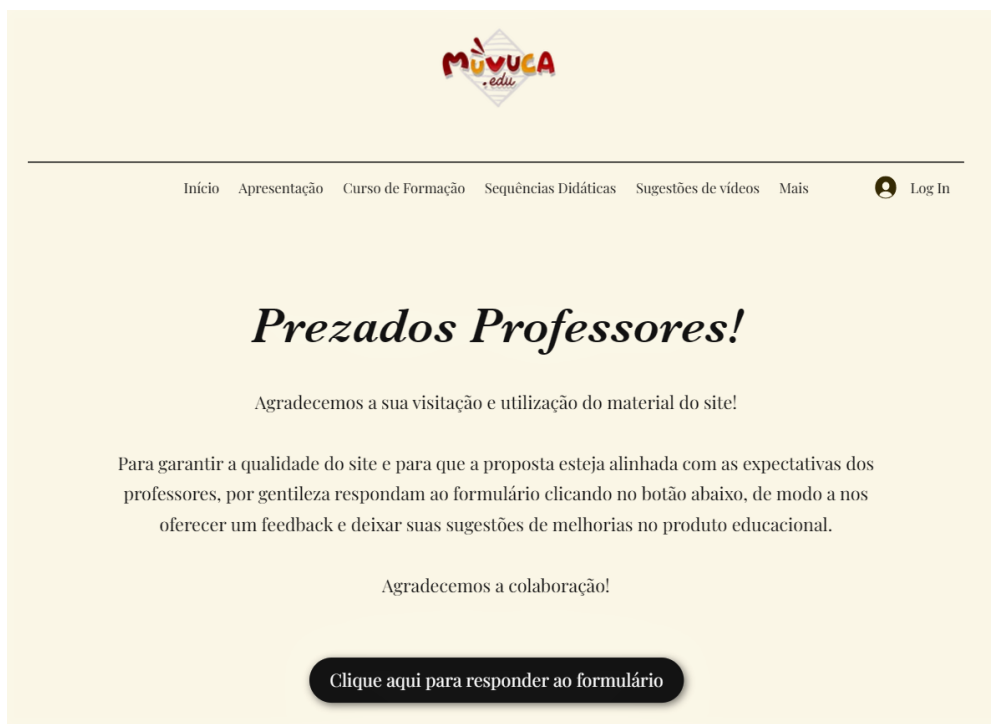 MUVUCA
.edu
Início Apresentação Curso de Formação Sequências Didáticas Sugestões de vídeos Mais Log In
Prezados Professores!
Agradecemos a sua visitação e utilização do material do site!
Para garantir a qualidade do site e para que a proposta esteja alinhada com as expectativas dos
professores, por gentileza respondam ao formulário clicando no botão abaixo, de modo a nos
oferecer um feedback e deixar suas sugestões de melhorias no produto educacional.
Agradecemos a colaboração!
Clique aqui para responder ao formulário